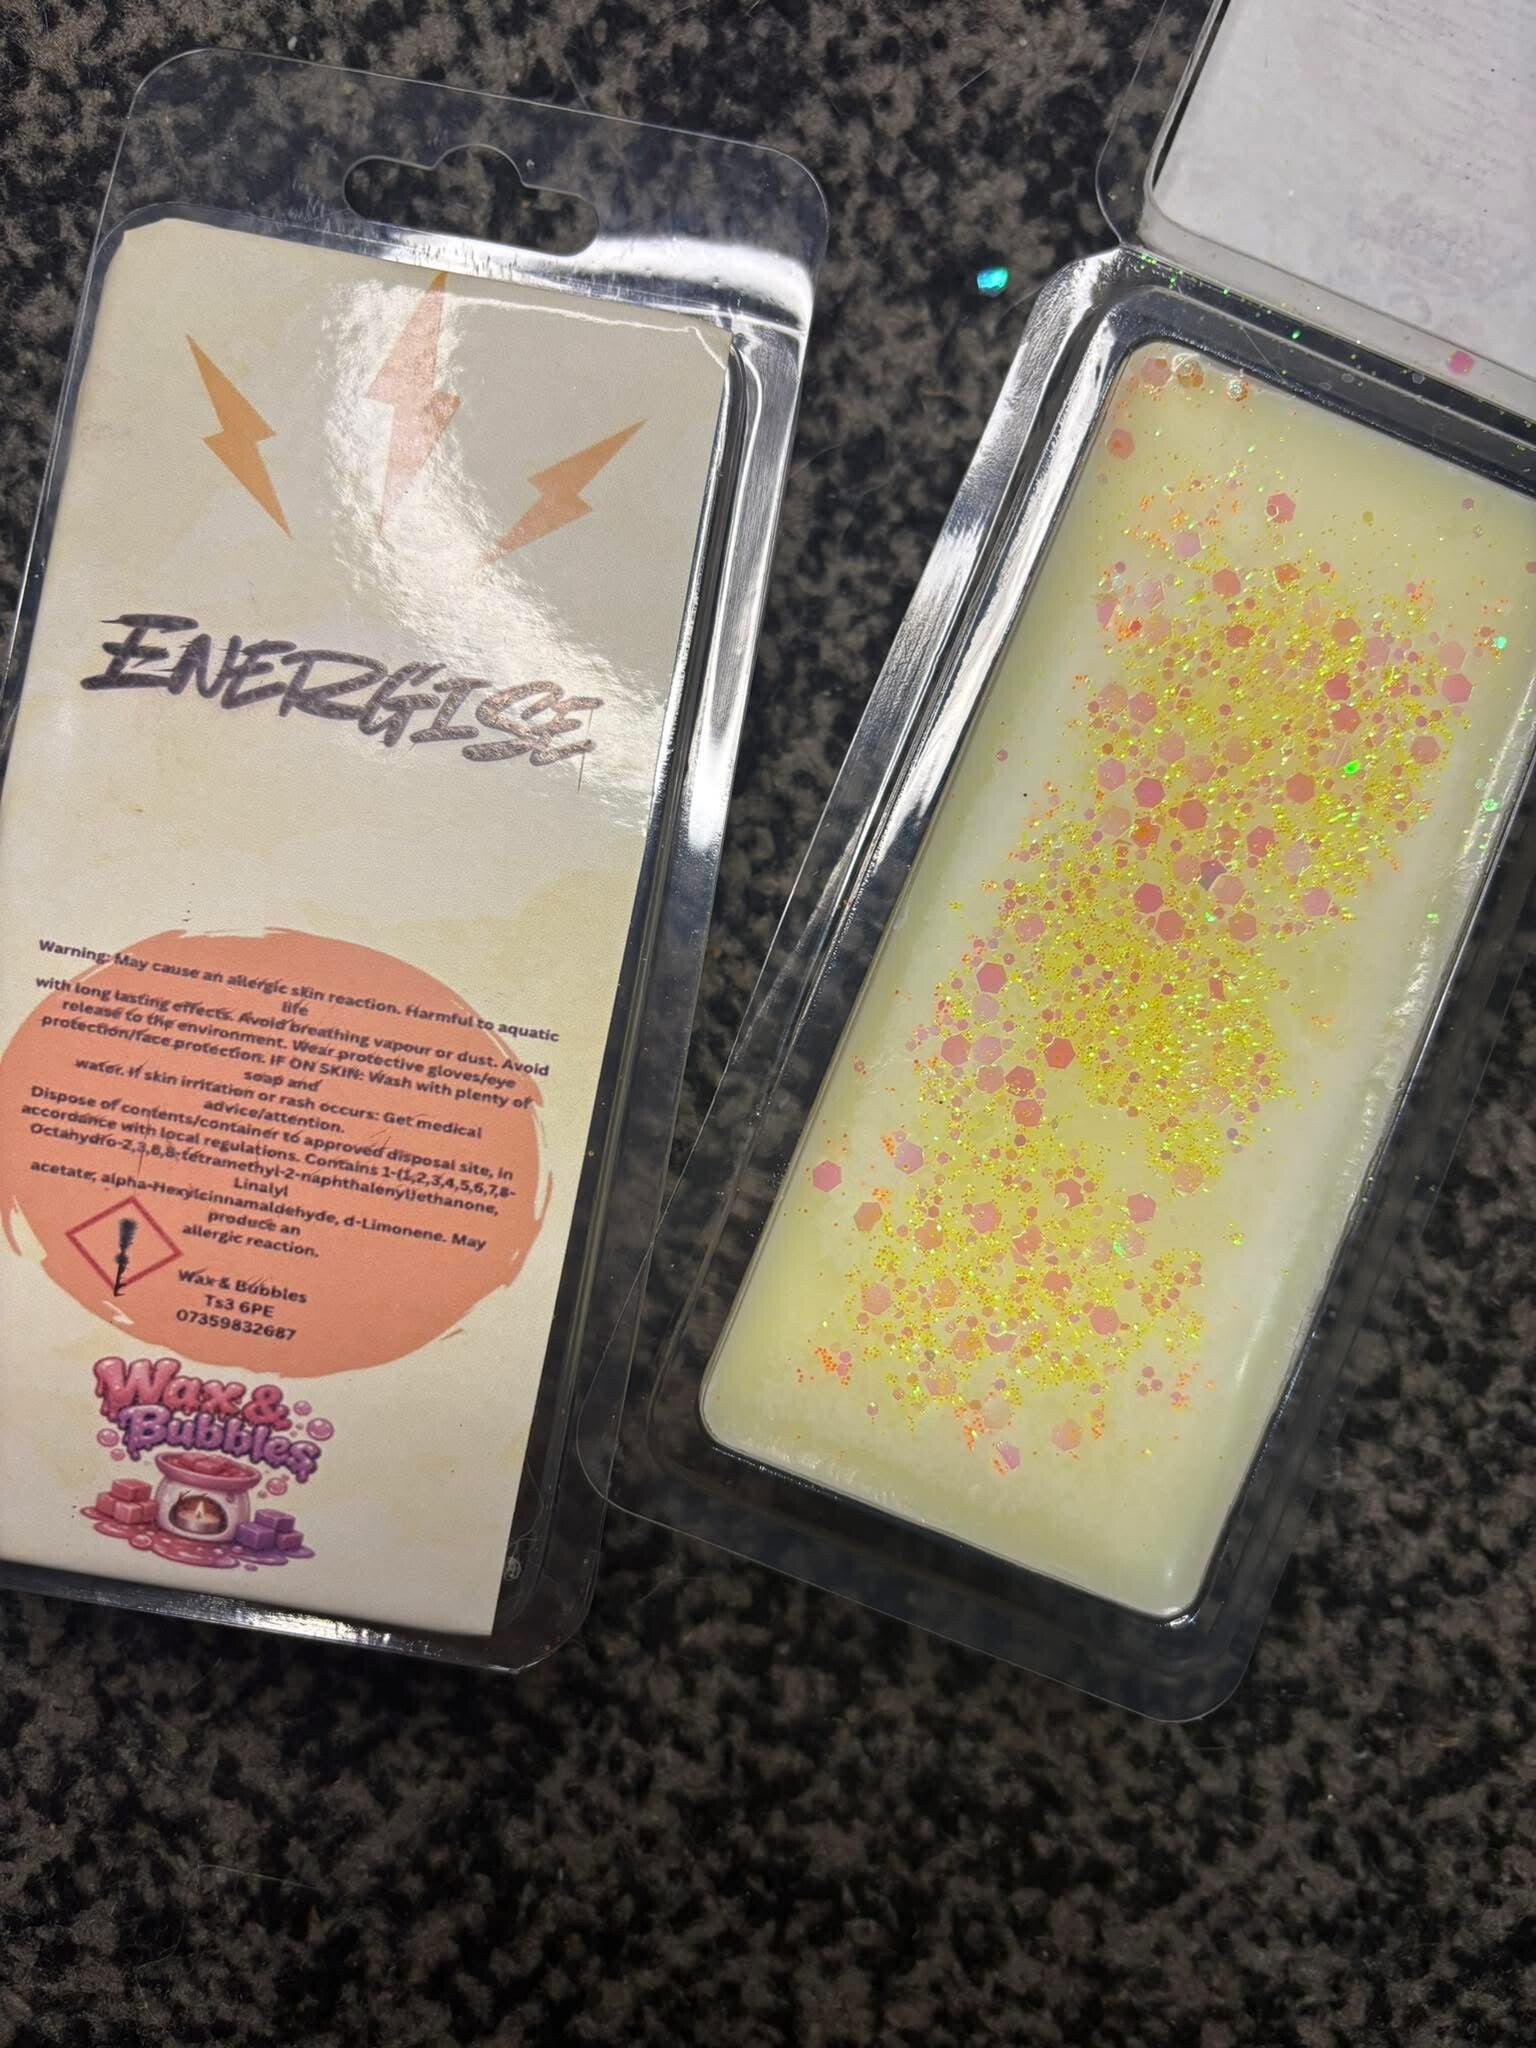 ENERGISE
Warning: May cause an allergic skin reaction. Harmful to aquatic
life
with long lasting effects. Avoid breathing vapour or dust. Avoid
release to the environment. Wear protective gloves/eye
protection/face protection. IF ON SKIN: Wash with plenty of
soap and
water. If skin irritation or rash occurs: Get medical
advice/attention.
Dispose of contents/container to approved disposal site, in
accordance with local regulations. Contains 1-(1,2,3,4,5,6,7,8-
Octahydro-2,3,8,8-tetramethyl-2-naphthalenyl)ethanone,
Linalyl
acetate, alpha-Hexylcinnamaldehyde, d-Limonene. May
produce an
allergic reaction.
Wax & Bubbles
Ts3 6PE
07359832687
Wax &
Bubbles